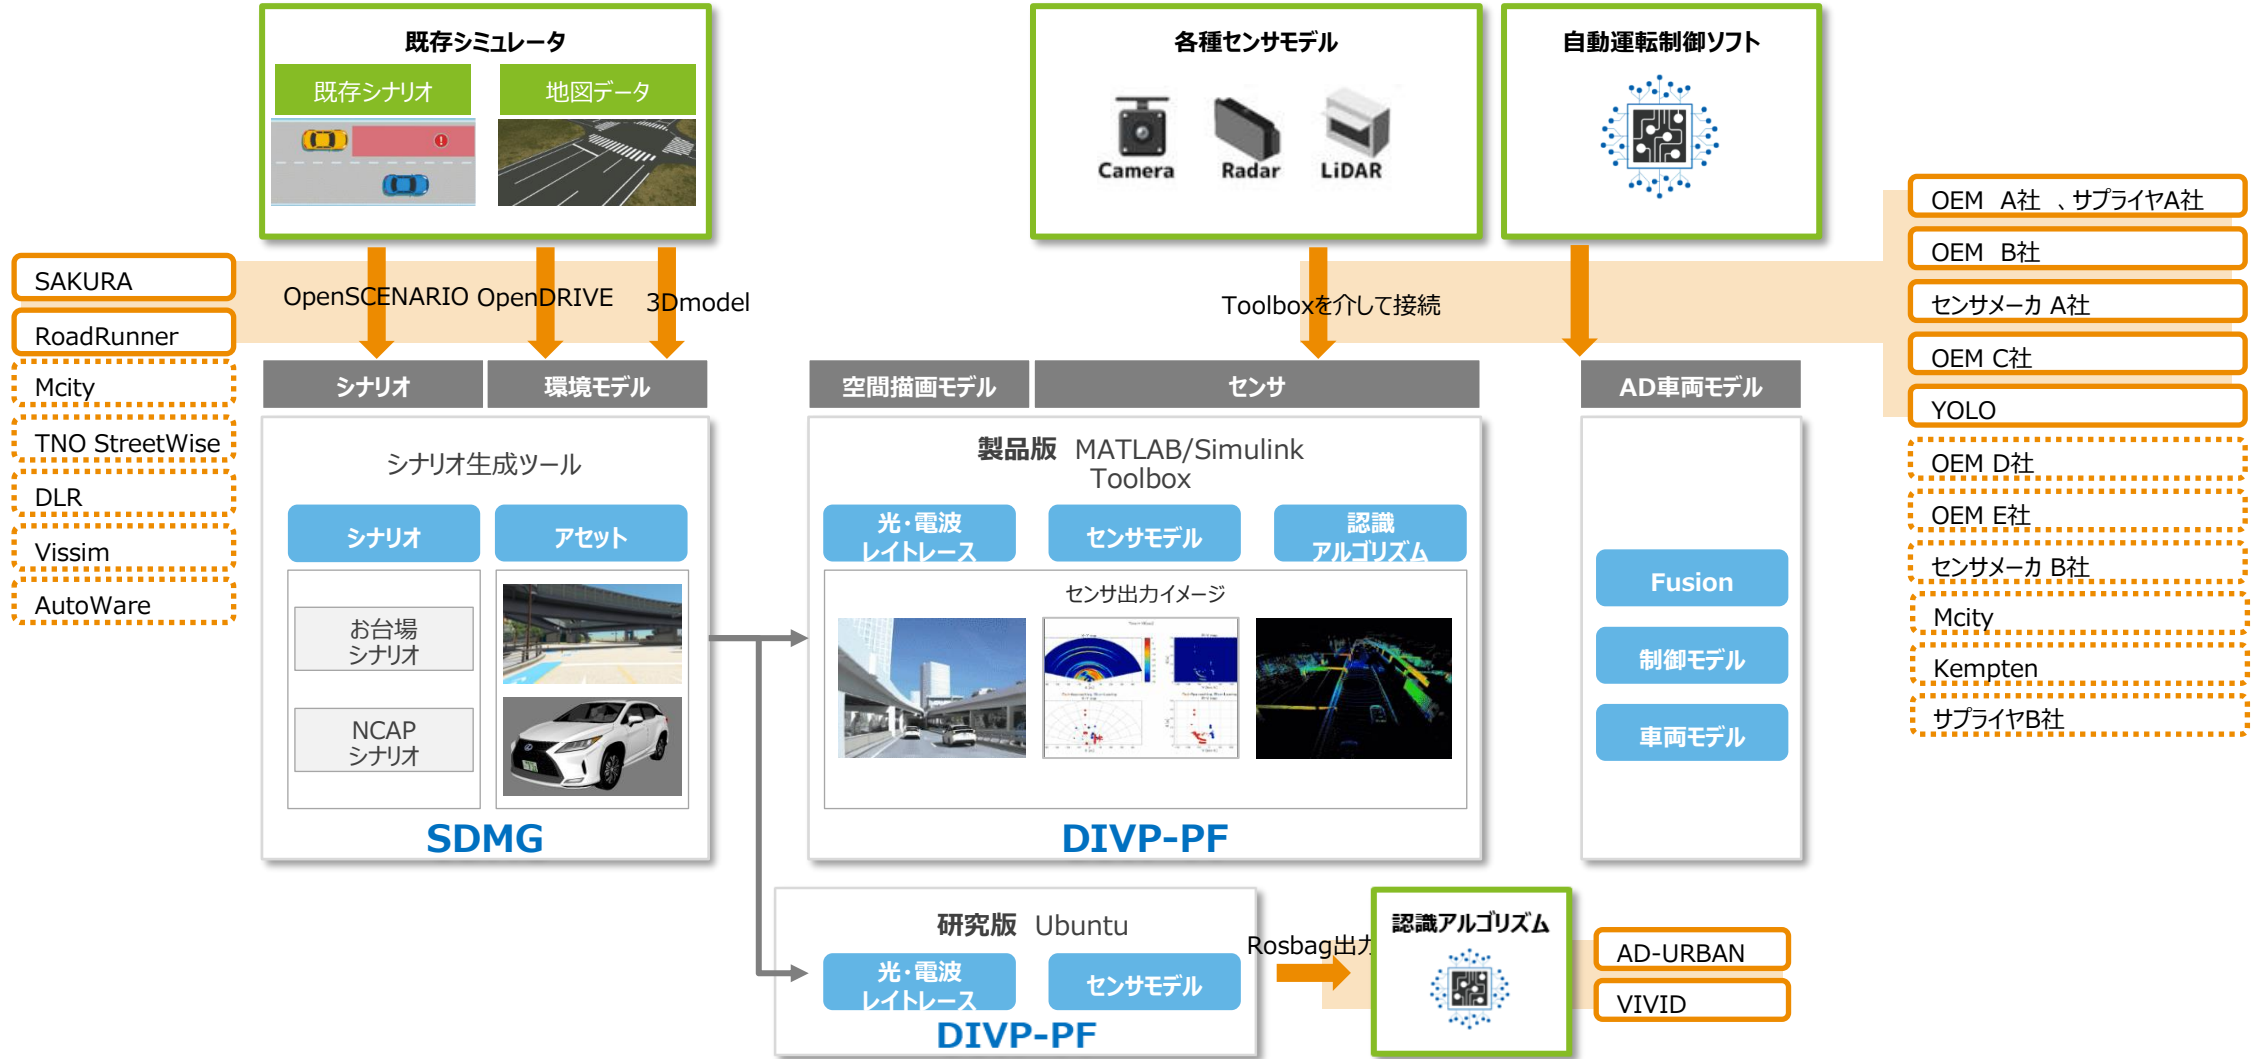 既存シミュレータ
既存シナリオ
地図データ
各種センサモデル
Camera
Radar
LiDAR
自動運転制御ソフト
SAKURA
RoadRunner
Mcity
TNO StreetWise
DLR
Vissim
AutoWare
OpenSCENARIO
OpenDRIVE
3Dmodel
Toolboxを介して接続
OEM A社 、サプライヤA社
OEM B社
センサメーカ A社
OEM C社
YOLO
OEM D社
OEM E社
センサメーカ B社
Mcity
Kempten
サプライヤB社
シナリオ
環境モデル
空間描画モデル
センサ
AD車両モデル
シナリオ生成ツール
シナリオ
アセット
お台場
シナリオ
NCAP
シナリオ
SDMG
製品版 MATLAB/Simulink
Toolbox
光・電波
レイトレース
センサモデル
認識
アルゴリズム
センサ出力イメージ
DIVP-PF
Fusion
制御モデル
車両モデル
研究版 Ubuntu
光・電波
レイトレース
センサモデル
DIVP-PF
Rosbag出力
認識アルゴリズム
AD-URBAN
VIVID